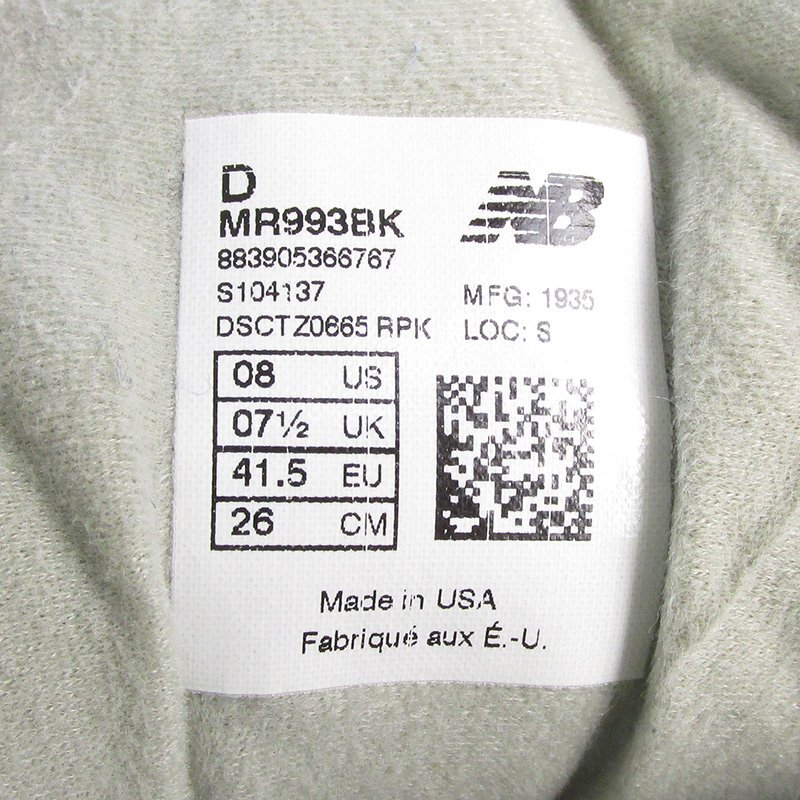 D
NB
MR993BK
883905366767
S104137
MFG: 1935
DSCTZ0665 RPK
LOC: S
08 US
07½ UK
41.5 EU
26 CM
Made in USA
Fabriqué aux É.-U.